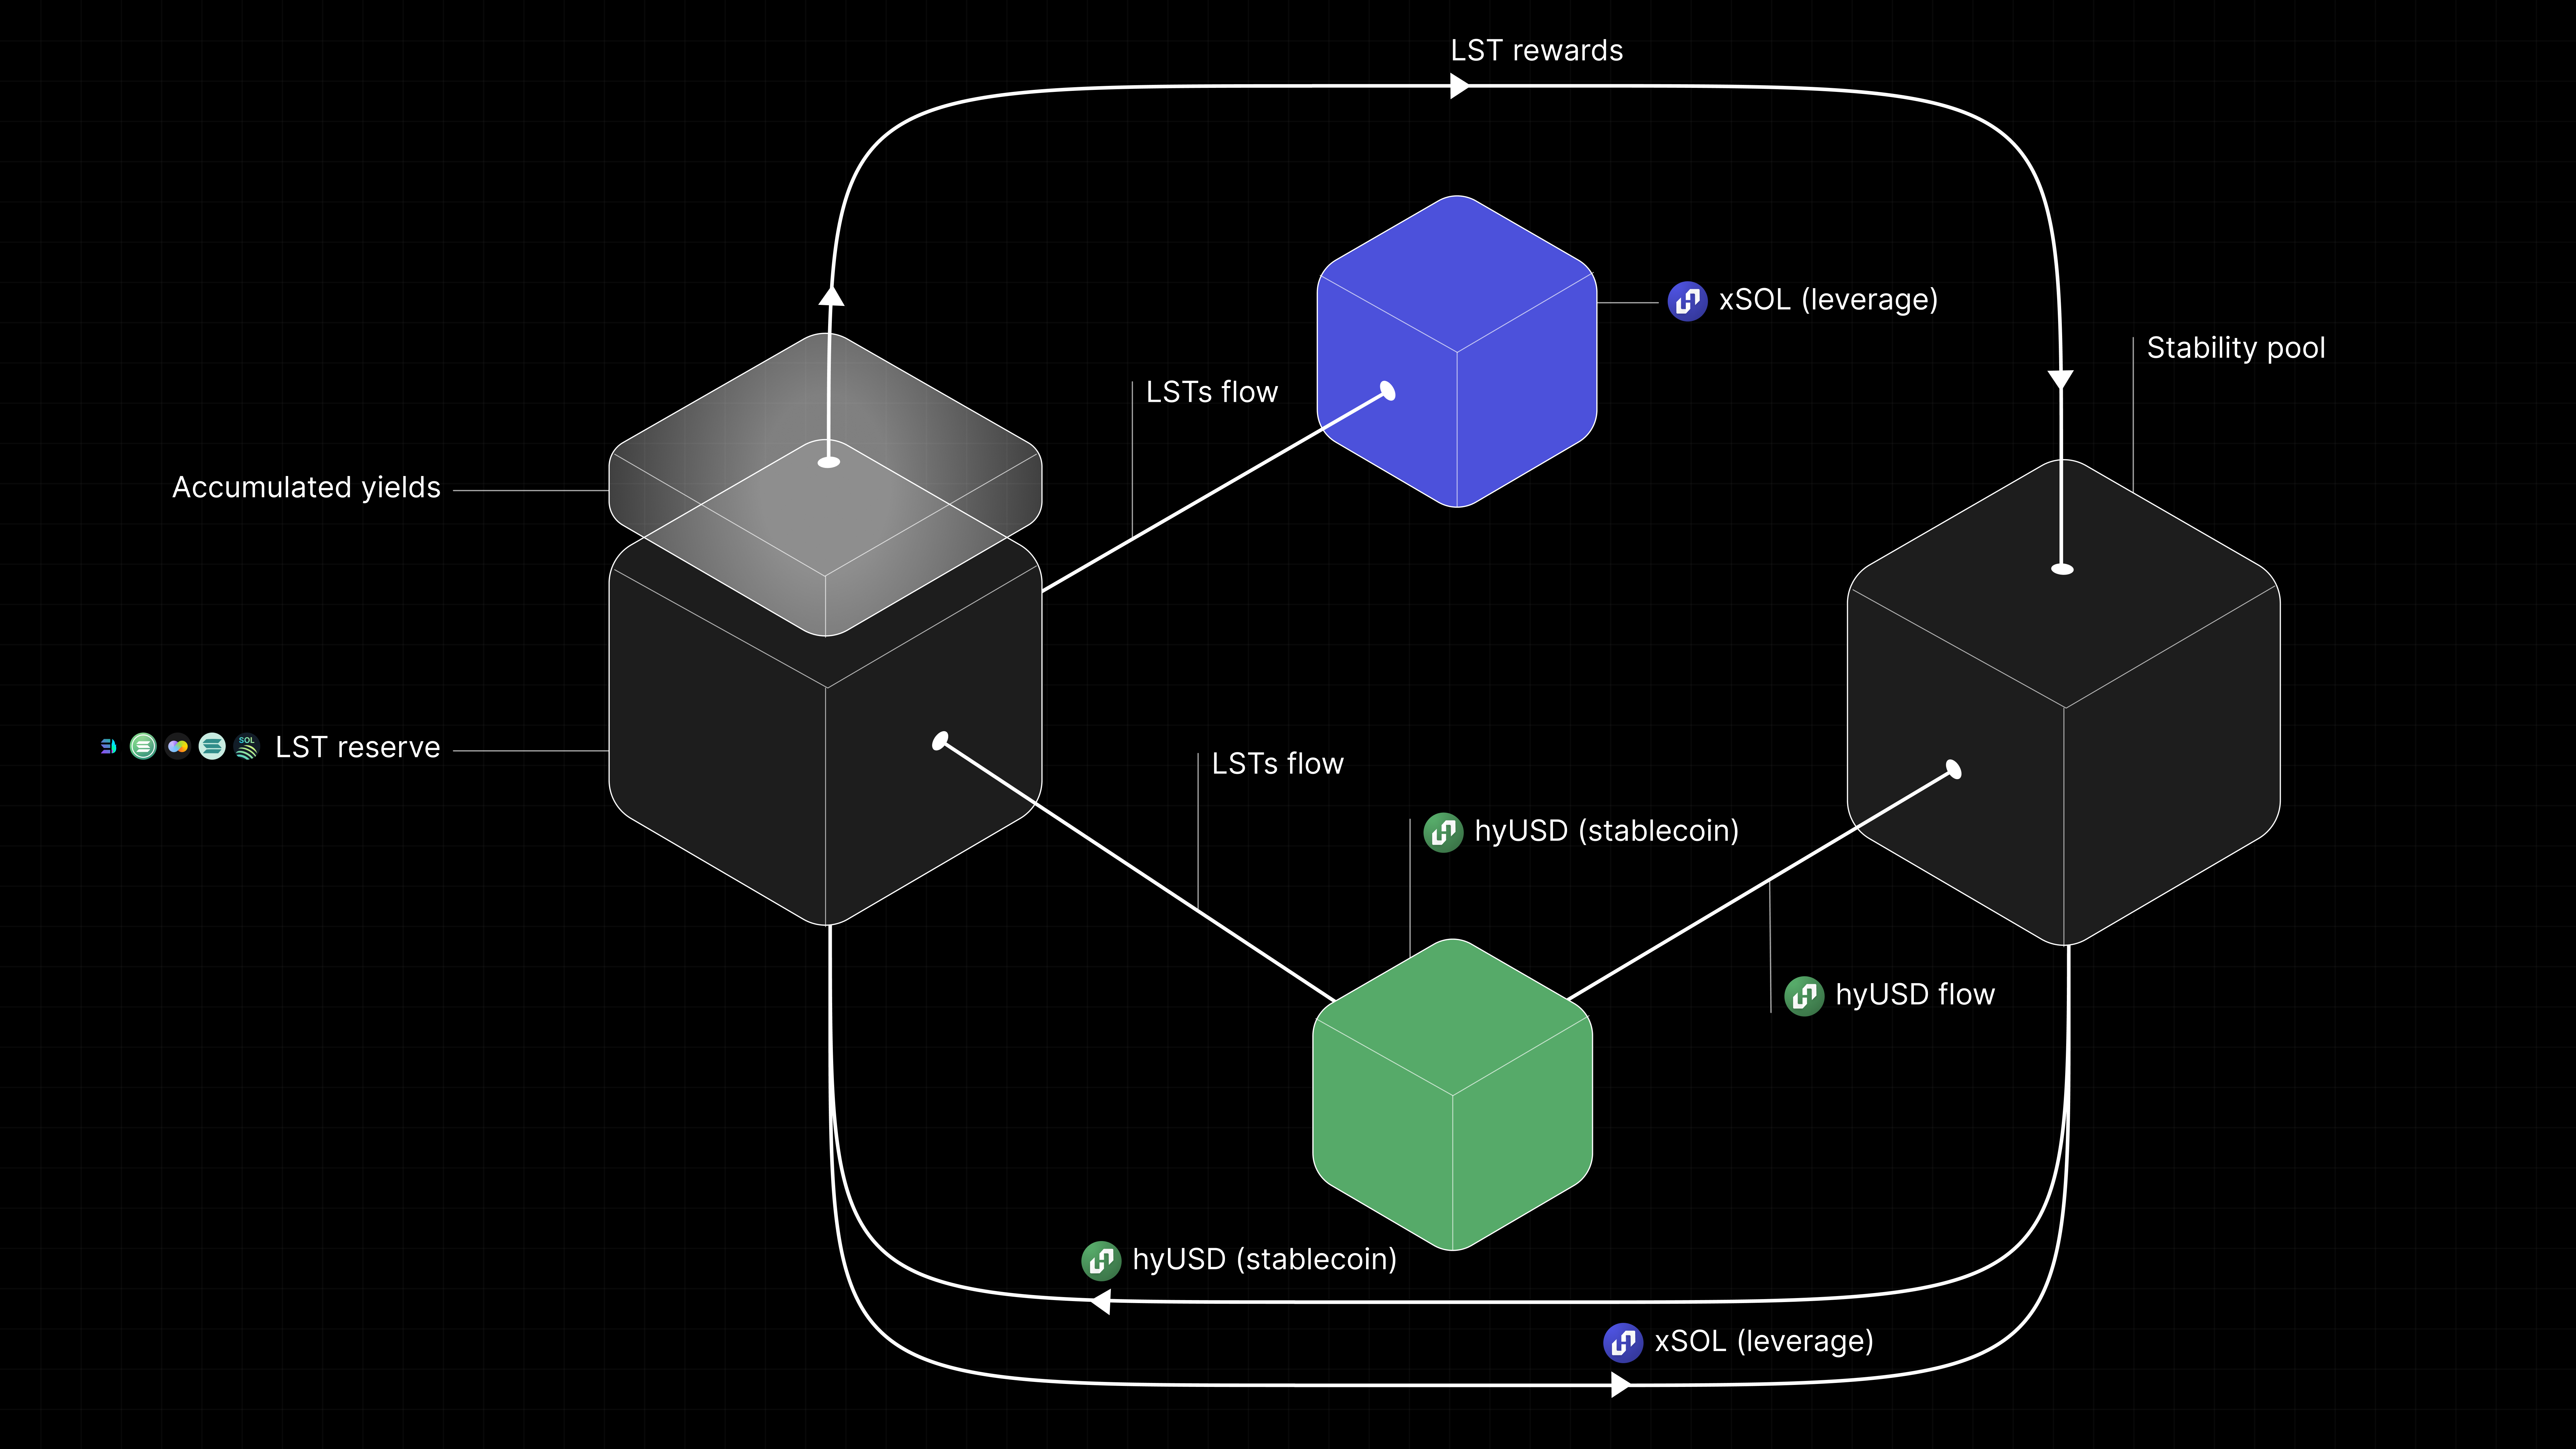 LST rewards
xSOL (leverage)
Stability pool
LSTs flow
Accumulated yields
SOL
LST reserve
LSTs flow
hyUSD (stablecoin)
hyUSD flow
hyUSD (stablecoin)
xSOL (leverage)